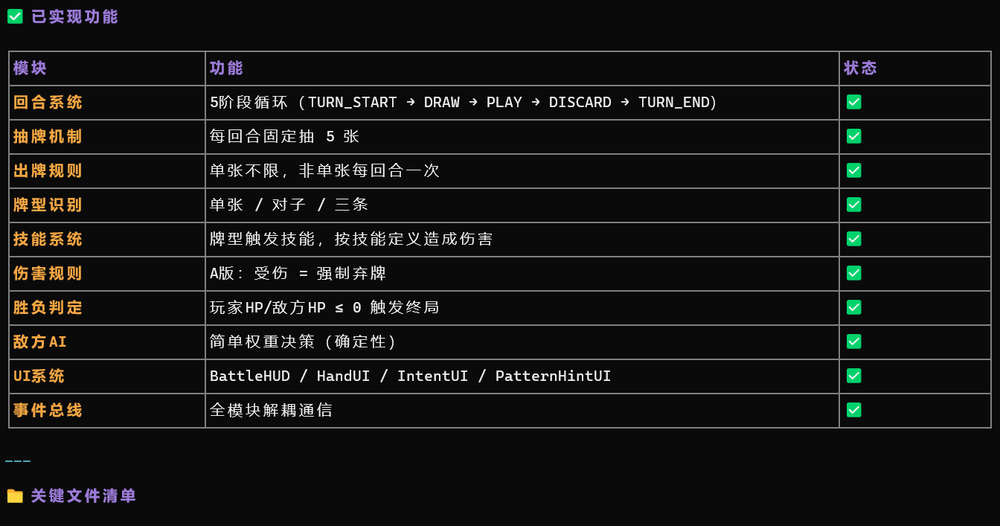 ✅ 已实现功能
模块 功能 状态
回合系统 5阶段循环 (TURN_START → DRAW → PLAY → DISCARD → TURN_END) ✅
抽牌机制 每回合固定抽 5 张 ✅
出牌规则 单张不限, 非单张每回合一次 ✅
牌型识别 单张 / 对子 / 三条 ✅
技能系统 牌型触发技能, 按技能定义造成伤害 ✅
伤害规则 A版: 受伤 = 强制弃牌 ✅
胜负判定 玩家HP/敌方HP ≤ 0 触发终局 ✅
敌方AI 简单权重决策 (确定性) ✅
UI系统 BattleHUD / HandUI / IntentUI / PatternHintUI ✅
事件总线 全模块解耦通信 ✅
---
📁 关键文件清单